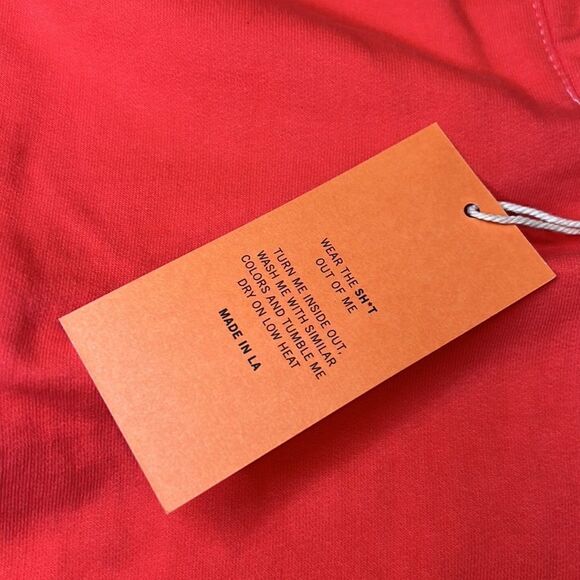 WEAR THE SH*T
OUT OF ME
TURN ME INSIDE OUT,
WASH ME WITH SIMILAR
COLORS AND TUMBLE ME
DRY ON LOW HEAT
MADE IN LA